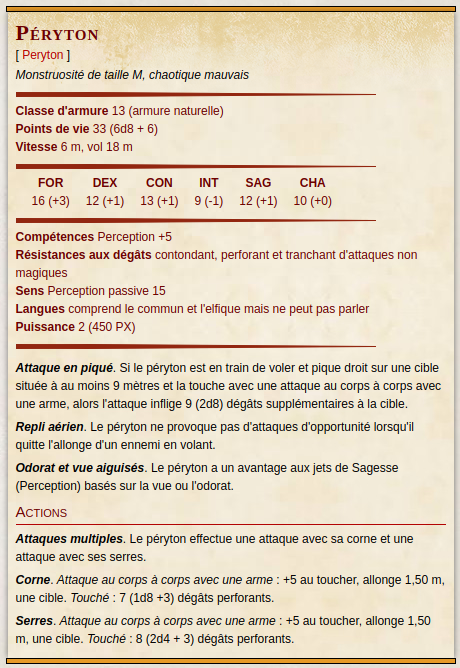 Péryton
[ Peryton ]
Monstruosité de taille M, chaotique mauvais
Classe d'armure 13 (armure naturelle)
Points de vie 33 (6d8 + 6)
Vitesse 6 m, vol 18 m
FOR DEX CON INT SAG CHA
16 (+3) 12 (+1) 13 (+1) 9 (-1) 12 (+1) 10 (+0)
Compétences Perception +5
Résistances aux dégâts contondant, perforant et tranchant d'attaques non
magiques
Sens Perception passive 15
Langues comprend le commun et l'elfique mais ne peut pas parler
Puissance 2 (450 PX)
Attaque en piqué. Si le péryton est en train de voler et pique droit sur une cible
située à au moins 9 mètres et la touche avec une attaque au corps à corps avec
une arme, alors l'attaque inflige 9 (2d8) dégâts supplémentaires à la cible.
Repli aérien. Le péryton ne provoque pas d'attaques d'opportunité lorsqu'il
quitte l'allonge d'un ennemi en volant.
Odorat et vue aiguisés. Le péryton a un avantage aux jets de Sagesse
(Perception) basés sur la vue ou l'odorat.
Actions
Attaques multiples. Le péryton effectue une attaque avec sa corne et une
attaque avec ses serres.
Corne. Attaque au corps à corps avec une arme : +5 au toucher, allonge 1,50 m,
une cible. Touché : 7 (1d8 +3) dégâts perforants.
Serres. Attaque au corps à corps avec une arme : +5 au toucher, allonge 1,50
m, une cible. Touché : 8 (2d4 + 3) dégâts perforants.